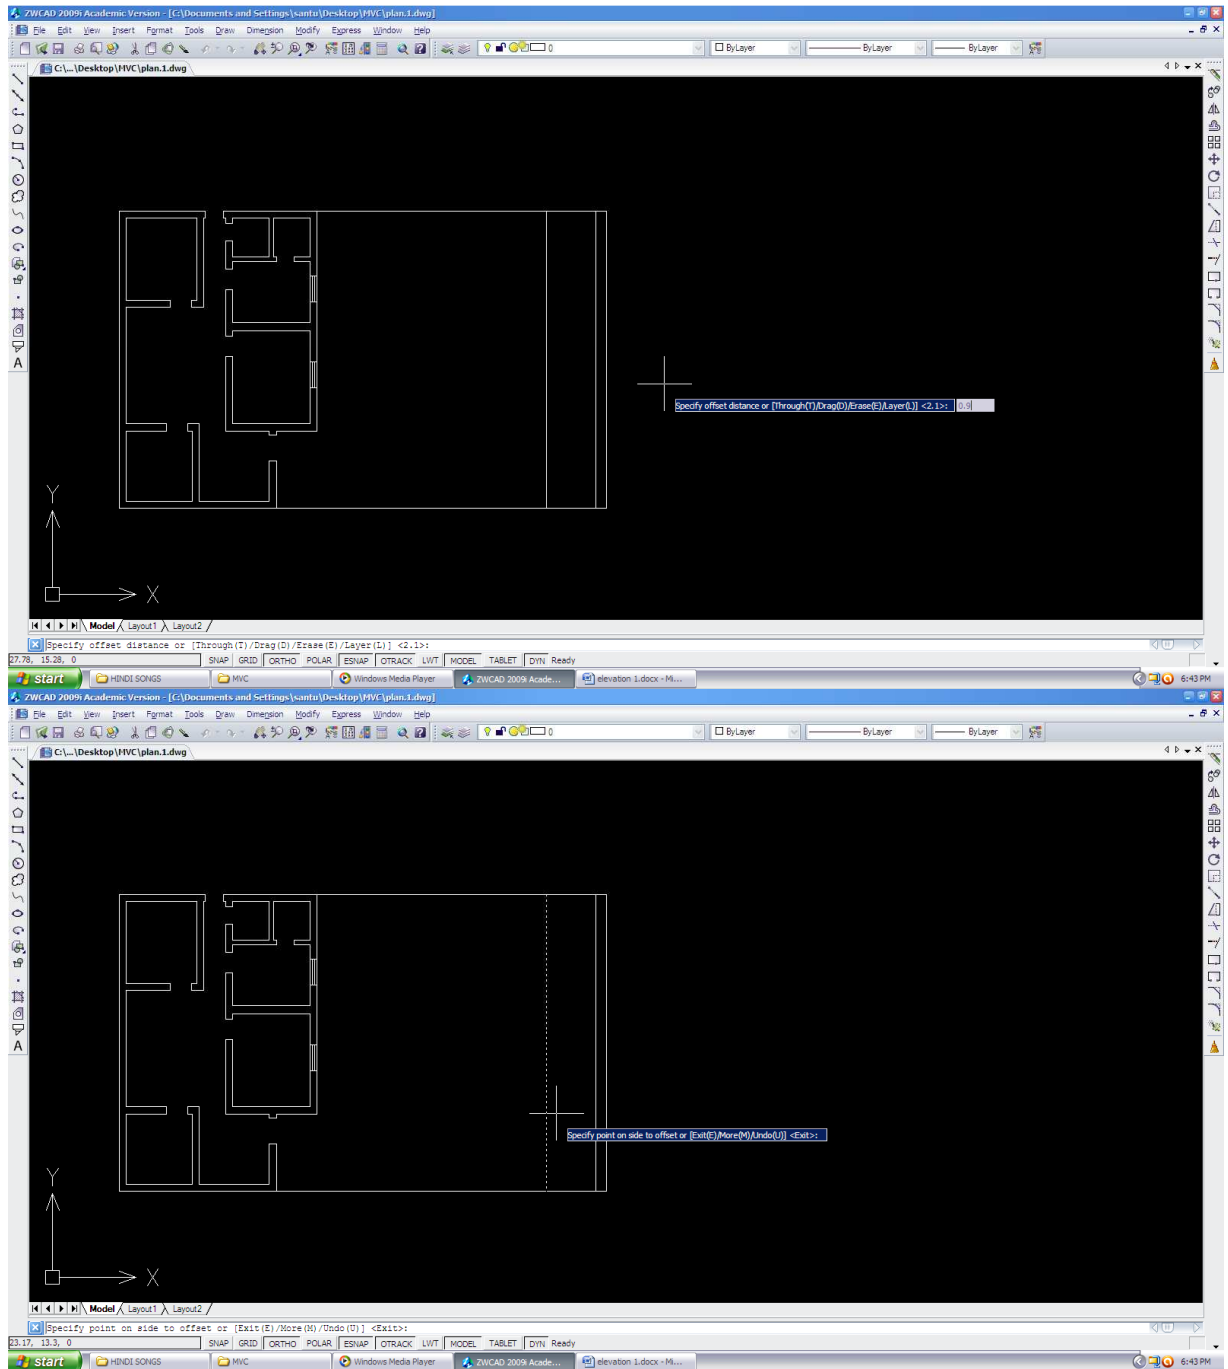 ZWCAD 2009i Academic Version - [C:\Documents and Settings\santu\Desktop\MVC\plan.1.dwg]
File Edit View Insert Format Tools Draw Dimension Modify Express Window Help
0 ByLayer ByLayer ByLayer
C:\...\Desktop\MVC\plan.1.dwg
A
Specify offset distance or [Through(T)/Drag(D)/Erase(E)/Layer(L)] <2.1>: 0.9
Y
X
Model Layout1 Layout2
Specify offset distance or [Through(T)/Drag(D)/Erase(E)/Layer(L)] <2.1>:
27.78, 15.28, 0 SNAP GRID ORTHO POLAR ESNAP OTRACK LWT MODEL TABLET DYN Ready
start HINDI SONGS MVC Windows Media Player ZWCAD 2009i Acade... elevation 1.docx - Mi... 6:43 PM
ZWCAD 2009i Academic Version - [C:\Documents and Settings\santu\Desktop\MVC\plan.1.dwg]
File Edit View Insert Format Tools Draw Dimension Modify Express Window Help
0 ByLayer ByLayer ByLayer
C:\...\Desktop\MVC\plan.1.dwg
A
Specify point on side to offset or [Exit(E)/More(M)/Undo(U)] <Exit>:
Y
X
Model Layout1 Layout2
Specify point on side to offset or [Exit(E)/More(M)/Undo(U)] <Exit>:
23.17, 13.3, 0 SNAP GRID ORTHO POLAR ESNAP OTRACK LWT MODEL TABLET DYN Ready
start HINDI SONGS MVC Windows Media Player ZWCAD 2009i Acade... elevation 1.docx - Mi... 6:43 PM